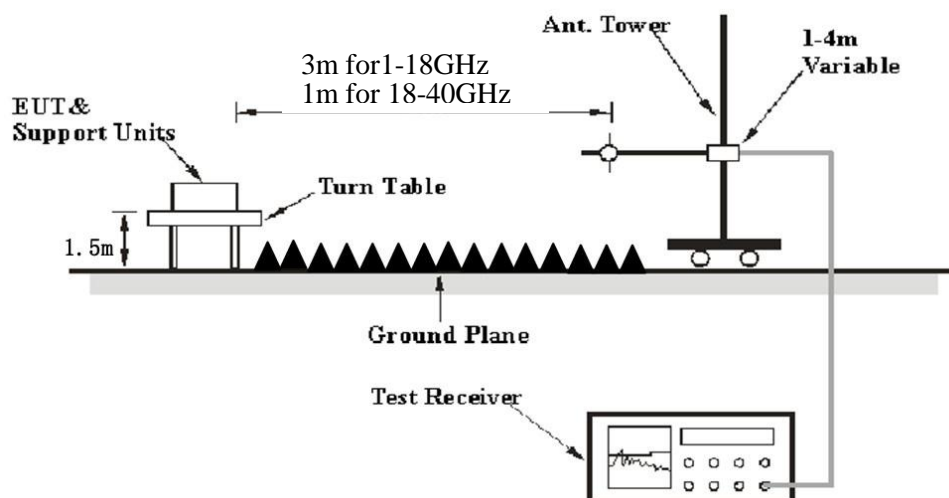 Ant. Tower
1-4m
Variable
3m for1-18GHz
1m for 18-40GHz
EUT&
Support Units
Turn Table
1.5m
Ground Plane
Test Receiver